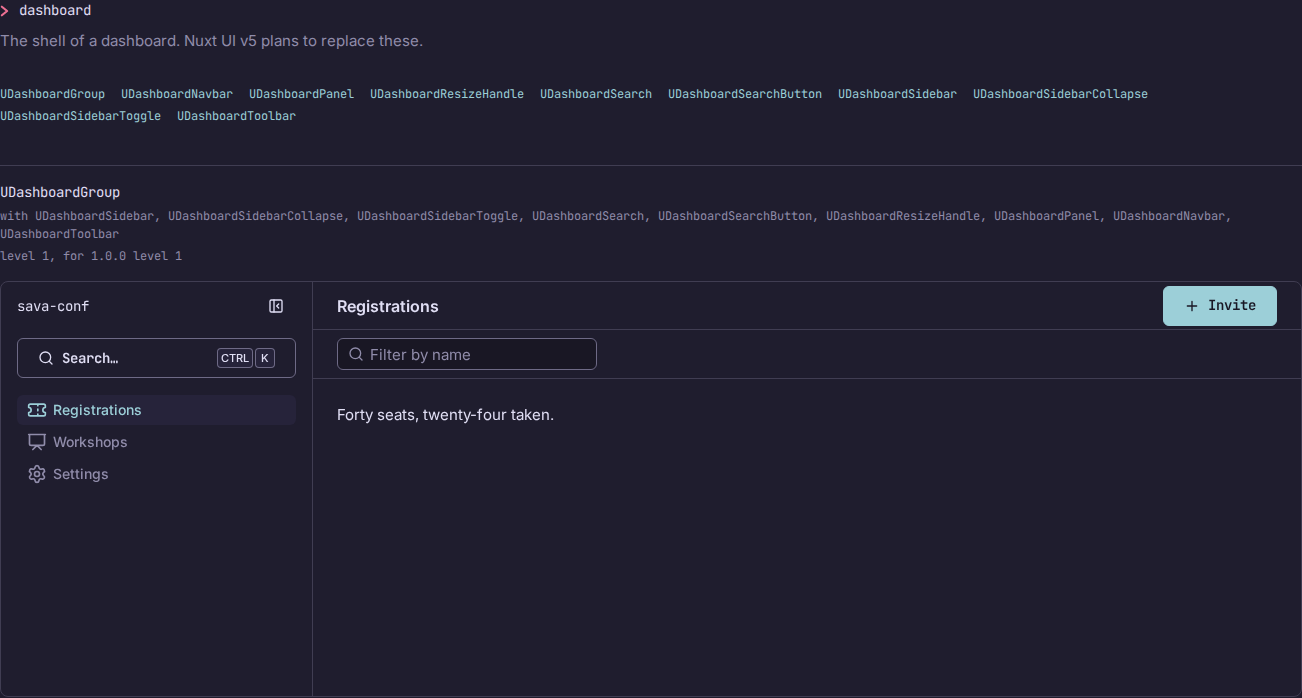 dashboard
The shell of a dashboard. Nuxt UI v5 plans to replace these.
UDashboardGroup UDashboardNavbar UDashboardPanel UDashboardResizeHandle UDashboardSearch UDashboardSearchButton UDashboardSidebar UDashboardSidebarCollapse
UDashboardSidebarToggle UDashboardToolbar
UDashboardGroup
with UDashboardSidebar, UDashboardSidebarCollapse, UDashboardSidebarToggle, UDashboardSearch, UDashboardSearchButton, UDashboardResizeHandle, UDashboardPanel, UDashboardNavbar,
UDashboardToolbar
level 1, for 1.0.0 level 1
sava-conf
Search…
CTRL K
Registrations
Workshops
Settings
Registrations
Invite
Filter by name
Forty seats, twenty-four taken.